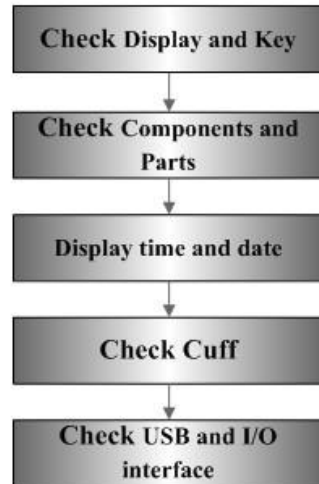 Check Display and Key
Check Components and
Parts
Display time and date
Check Cuff
Check USB and I/O
interface